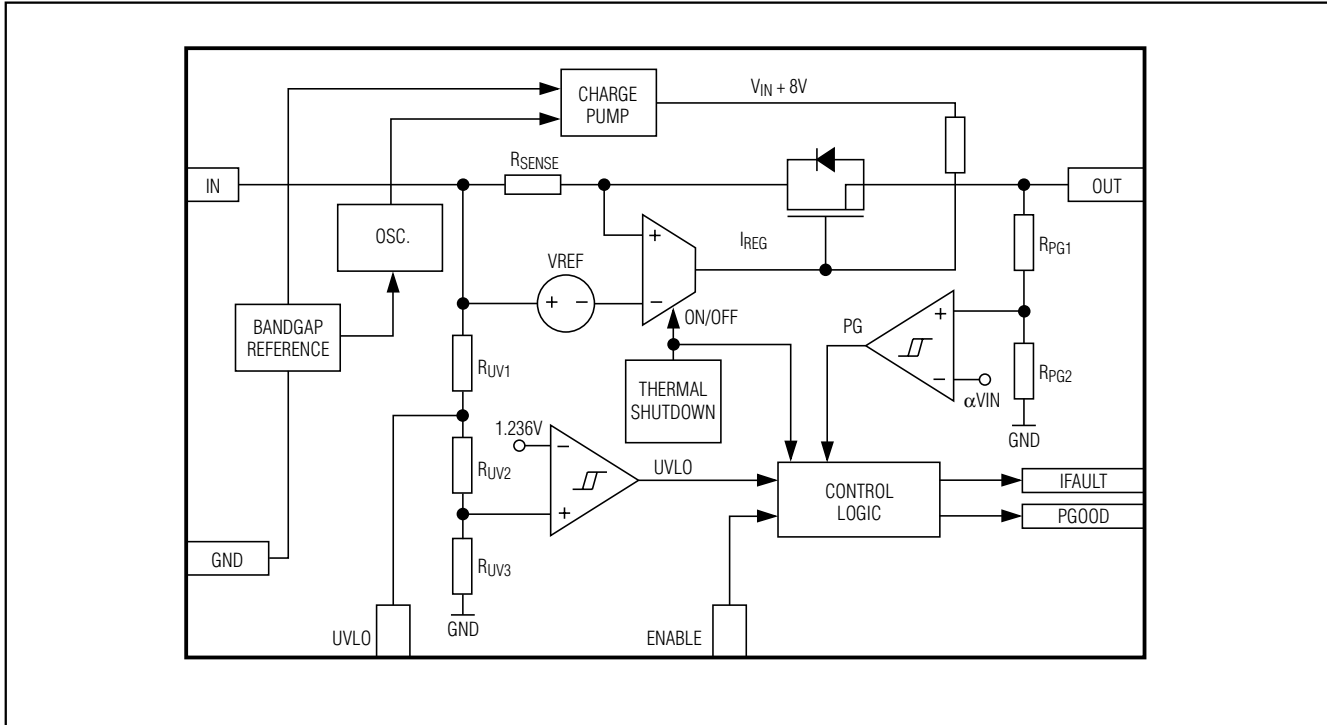 CHARGE
PUMP
V_IN + 8V
IN
R_SENSE
OUT
OSC.
I_REG
R_PG1
VREF
+
−
+
−
BANDGAP
REFERENCE
ON/OFF
PG
+
−
R_UV1
THERMAL
SHUTDOWN
αVIN
R_PG2
GND
1.236V
−
+
R_UV2
UVLO
CONTROL
LOGIC
IFAULT
PGOOD
GND
R_UV3
GND
UVLO
ENABLE